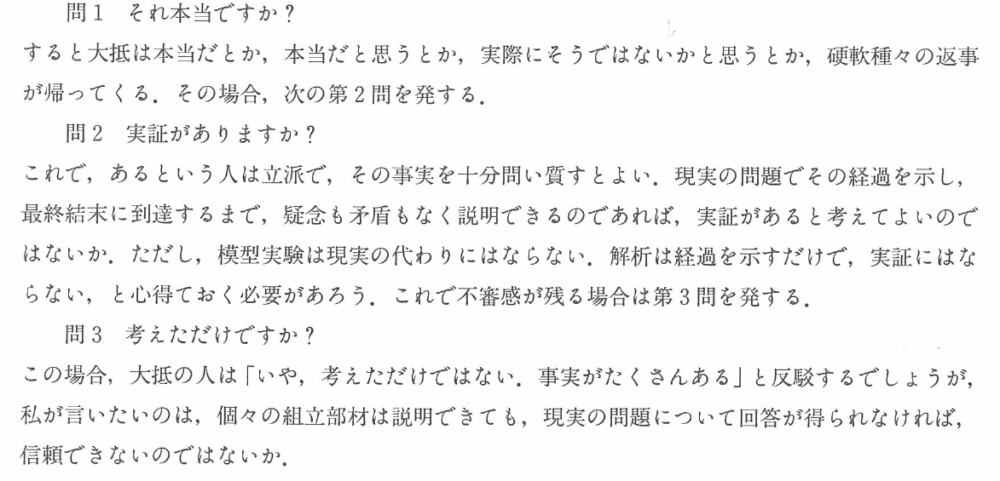 問1 それ本当ですか?
すると大抵は本当だとか,本当だと思うとか,実際にそうではないかと思うとか,硬軟種々の返事
が帰ってくる.その場合,次の第2問を発する.
問2 実証がありますか?
これで,あるという人は立派で,その事実を十分問い質すとよい.現実の問題でその経過を示し,
最終結末に到達するまで,疑念も矛盾もなく説明できるのであれば,実証があると考えてよいので
はないか.ただし,模型実験は現実の代わりにはならない.解析は経過を示すだけで,実証にはな
らない,と心得ておく必要があろう.これで不審感が残る場合は第3問を発する.
問3 考えただけですか?
この場合,大抵の人は「いや,考えただけではない.事実がたくさんある」と反駁するでしょうが,
私が言いたいのは,個々の組立部材は説明できても,現実の問題について回答が得られなければ,
信頼できないのではないか.